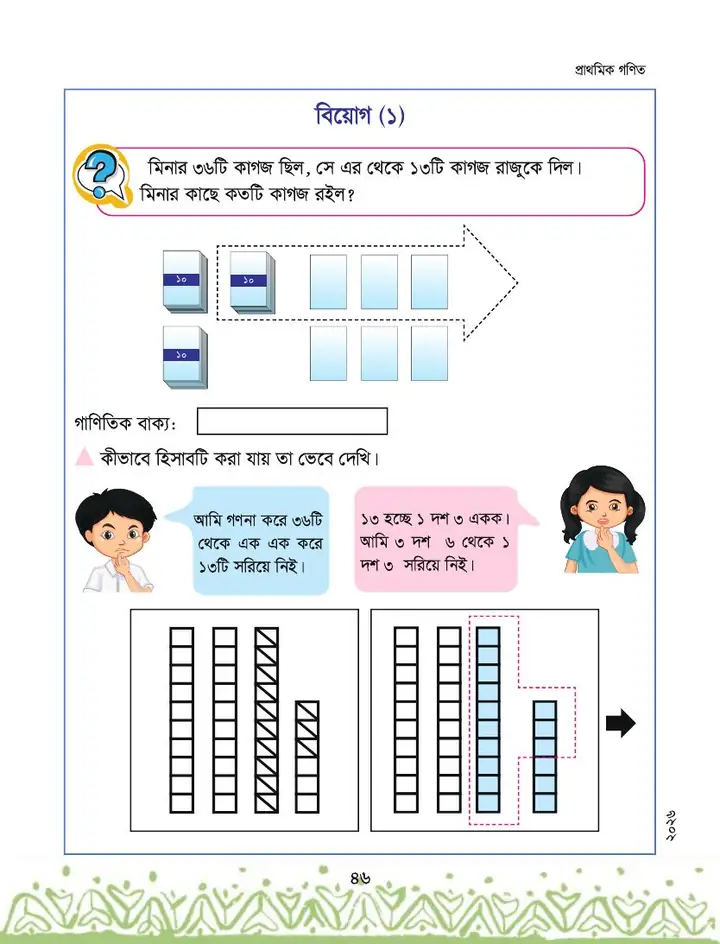 প্রাথমিক গণিত
বিয়োগ (১)
মিনার ৩৬টি কাগজ ছিল, সে এর থেকে ১৩টি কাগজ রাজুকে দিল।
মিনার কাছে কতটি কাগজ রইল?
১০
১০
১০
গাণিতিক বাক্য:
কীভাবে হিসাবটি করা যায় তা ভেবে দেখি।
আমি গণনা করে ৩৬টি
থেকে এক এক করে
১৩টি সরিয়ে নিই।
১৩ হচ্ছে ১ দশ ৩ একক।
আমি ৩ দশ ৬ থেকে ১
দশ ৩ সরিয়ে নিই।
২০২৬
৪৬